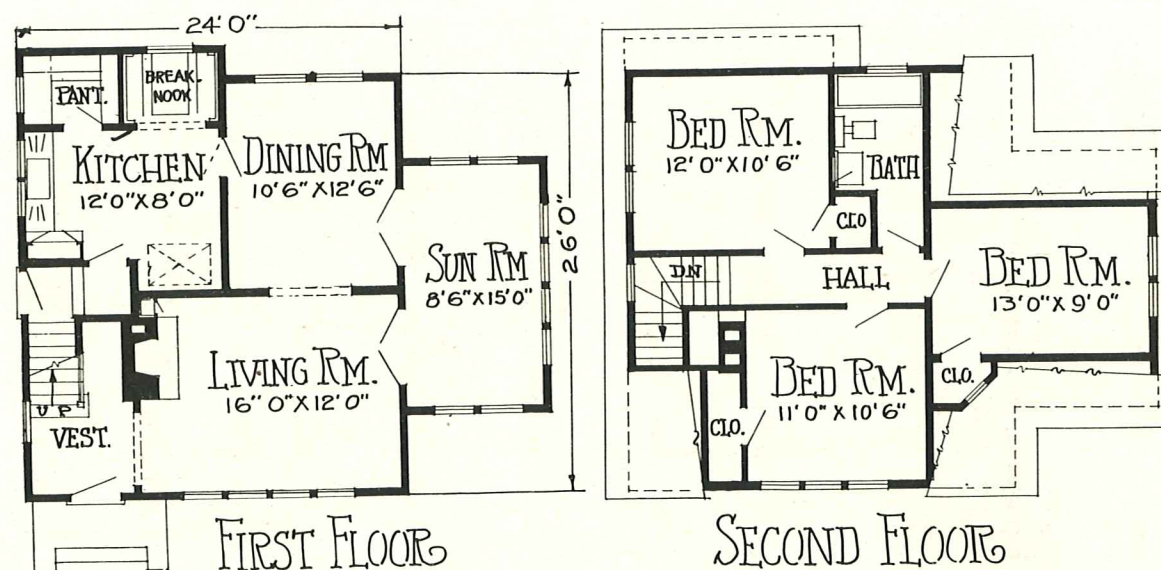 24'0"
PANT.
BREAK.
NOOK
KITCHEN
12'0"X8'0"
DINING RM
10'6"X12'6"
SUN RM
8'6"X15'0"
26'0"
LIVING RM.
16"0"X12'0"
UP
VEST.
FIRST FLOOR
BED RM.
12'0"X10'6"
BATH
CLO
DN
HALL
BED RM.
13'0"X9'0"
BED RM.
11'0"X10'6"
CLO.
CLO.
SECOND FLOOR